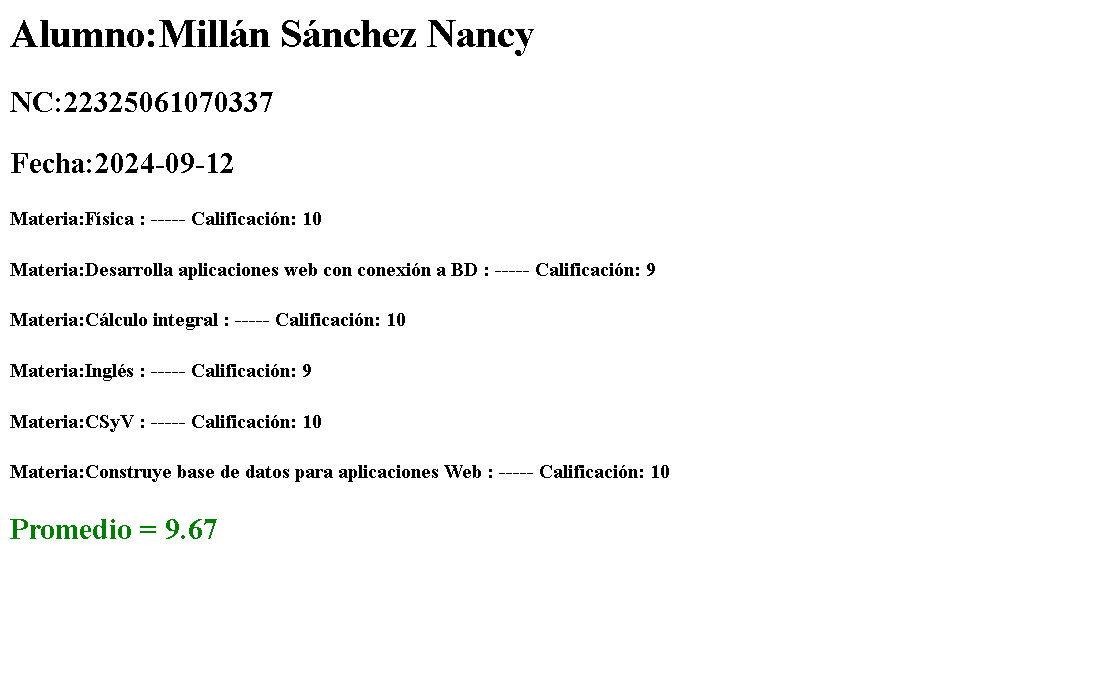 Alumno:Millán Sánchez Nancy
NC:22325061070337
Fecha:2024-09-12
Materia:Física : ----- Calificación: 10
Materia:Desarrolla aplicaciones web con conexión a BD : ----- Calificación: 9
Materia:Cálculo integral : ----- Calificación: 10
Materia:Inglés : ----- Calificación: 9
Materia:CSyV : ----- Calificación: 10
Materia:Construye base de datos para aplicaciones Web : ----- Calificación: 10
Promedio = 9.67